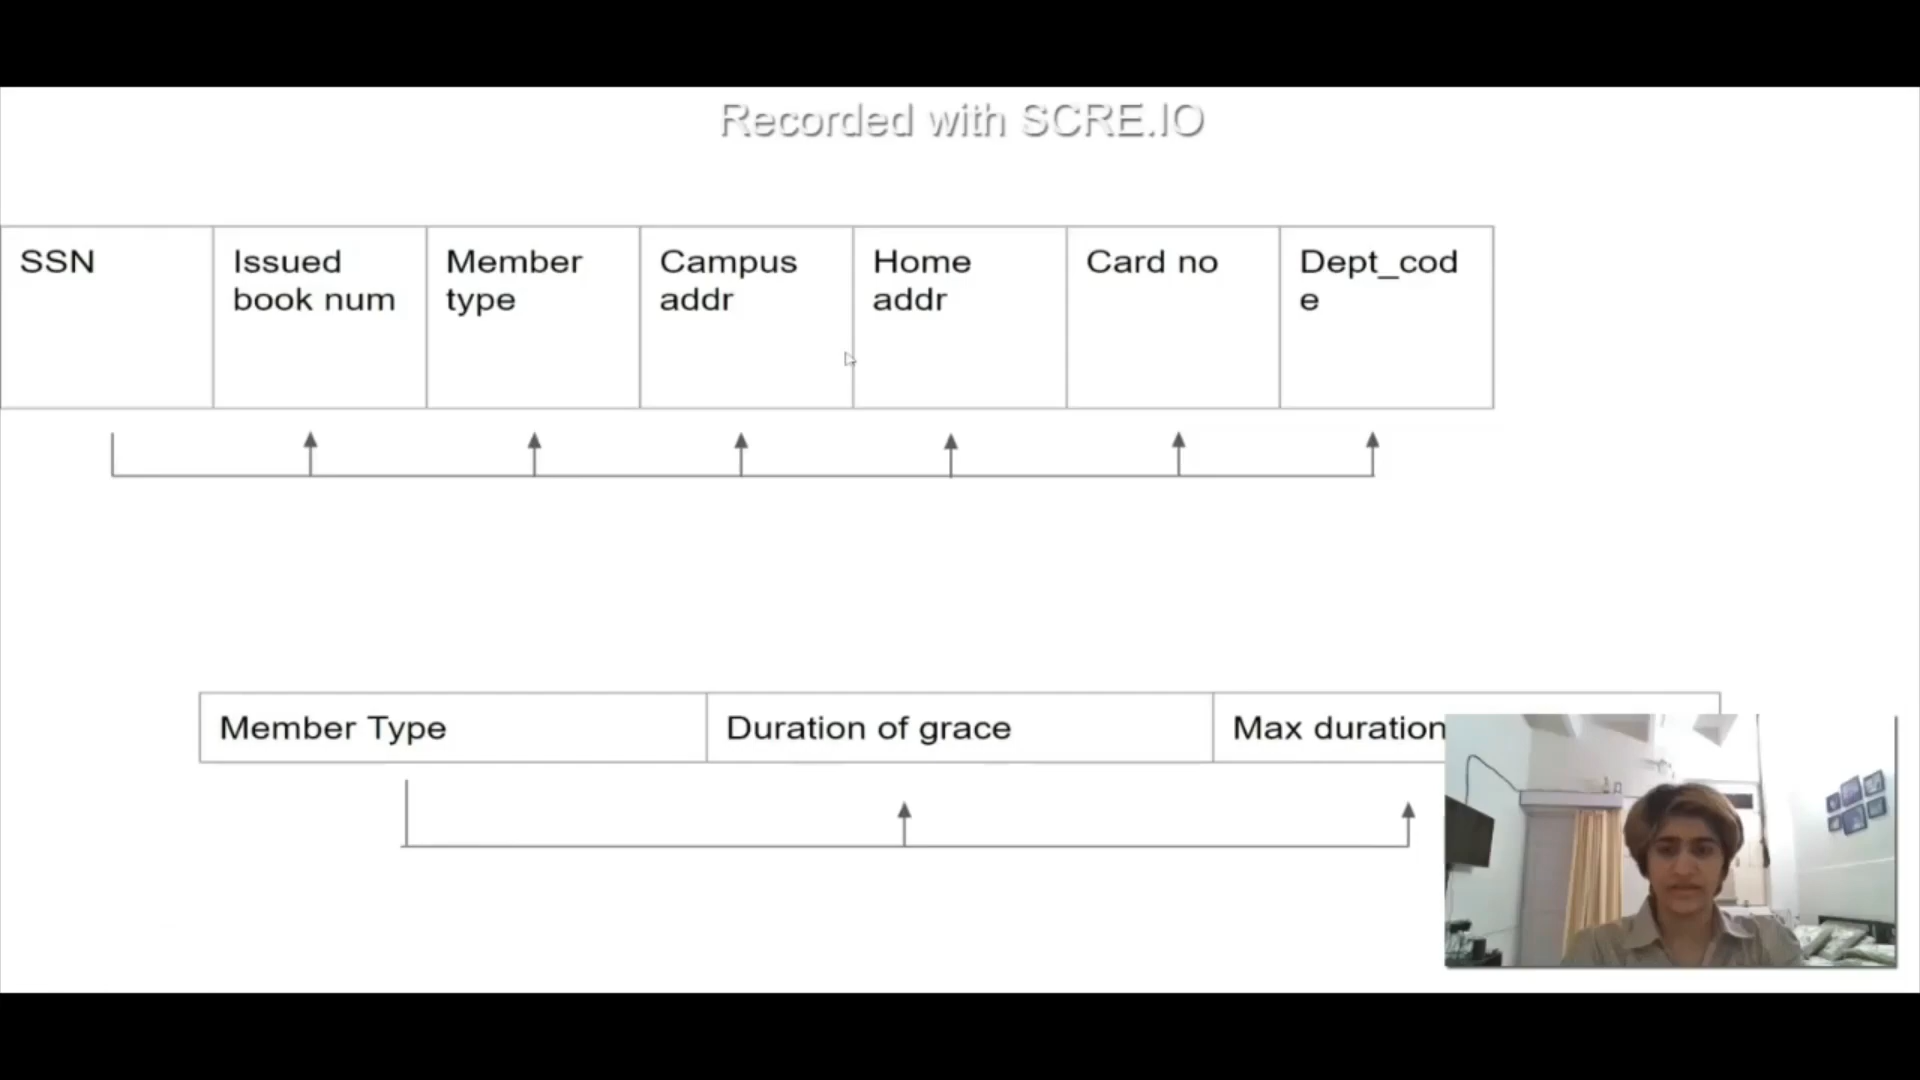 Recorded with SCRE.IO
SSN
Issued
book num
Member
type
Campus
addr
Home
addr
Card no
Dept_cod
e
Member Type
Duration of grace
Max duration